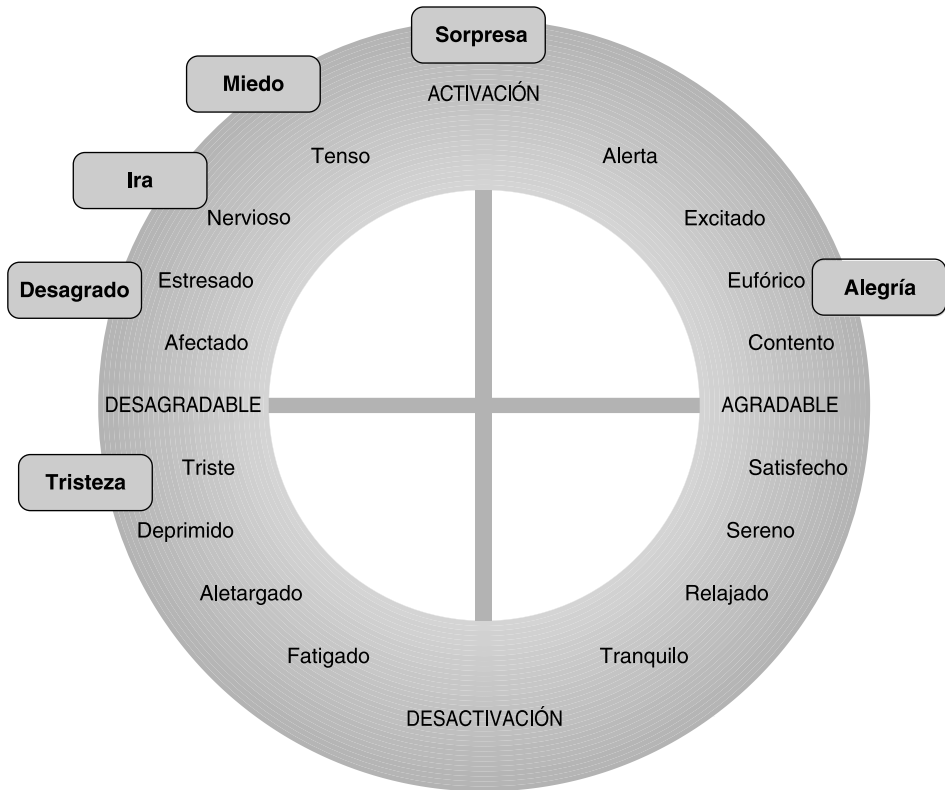 Sorpresa
Miedo
ACTIVACIÓN
Tenso
Alerta
Ira
Nervioso
Excitado
Desagrado
Estresado
Eufórico
Alegría
Afectado
Contento
DESAGRADABLE
AGRADABLE
Tristeza
Triste
Satisfecho
Deprimido
Sereno
Aletargado
Relajado
Fatigado
Tranquilo
DESACTIVACIÓN